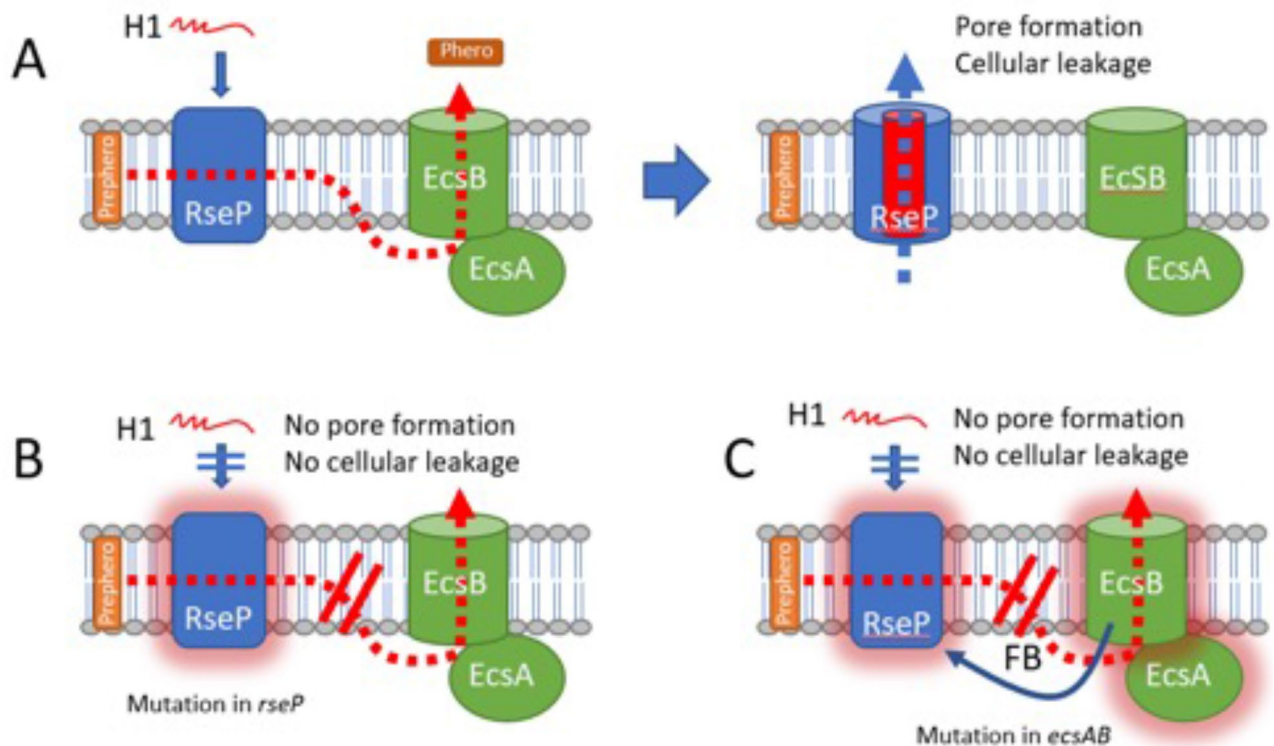 A
H1
Phero
Prephero
RseP
EcsB
EcsA
Pore formation
Cellular leakage
Prephero
RseP
EcSB
EcsA
B
H1
No pore formation
No cellular leakage
Prephero
RseP
EcsB
EcsA
Mutation in rseP
C
H1
No pore formation
No cellular leakage
Prephero
RseP
EcsB
FB
EcsA
Mutation in ecsAB